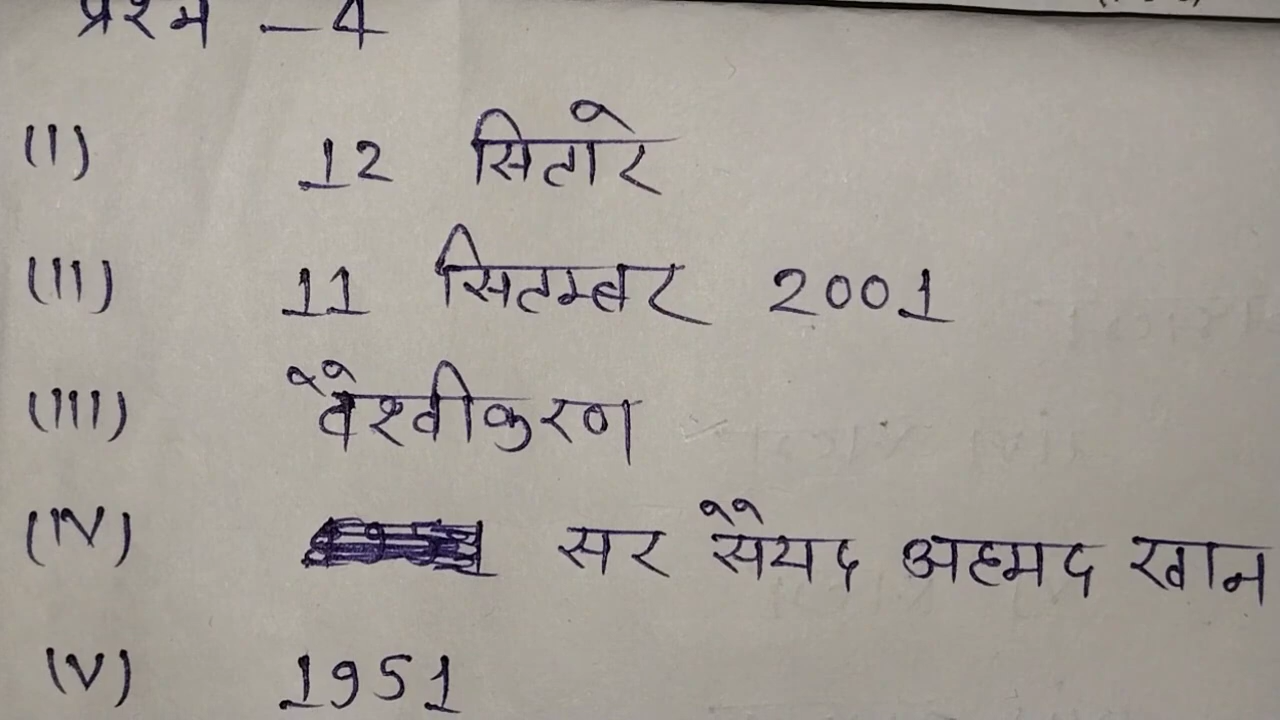 प्रश्न - 4
(I) 12 सितारे
(II) 11 सितम्बर 2001
(III) वैश्वीकरण
(IV) सर सैयद अहमद खान
(V) 1951